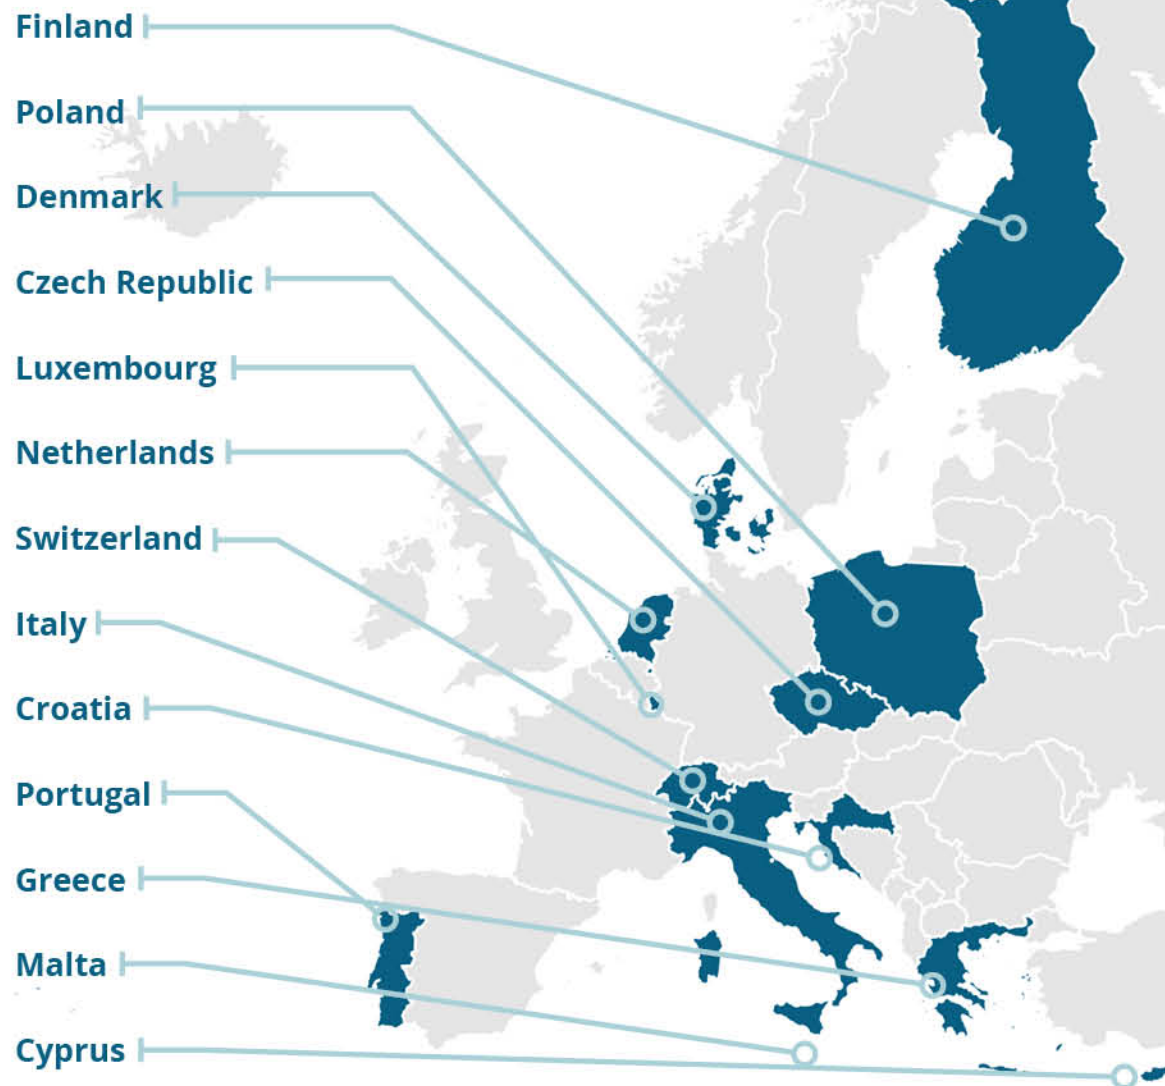 Finland
Poland
Denmark
Czech Republic
Luxembourg
Netherlands
Switzerland
Italy
Croatia
Portugal
Greece
Malta
Cyprus